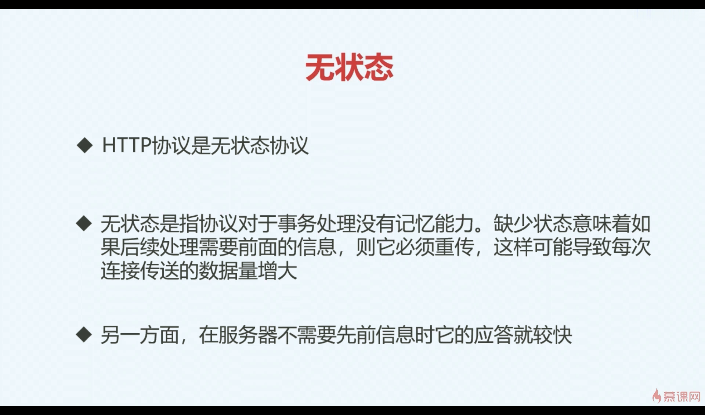 无状态
◆ HTTP协议是无状态协议
◆ 无状态是指协议对于事务处理没有记忆能力。缺少状态意味着如
果后续处理需要前面的信息，则它必须重传，这样可能导致每次
连接传送的数据量增大
◆ 另一方面，在服务器不需要先前信息时它的应答就较快
慕课网